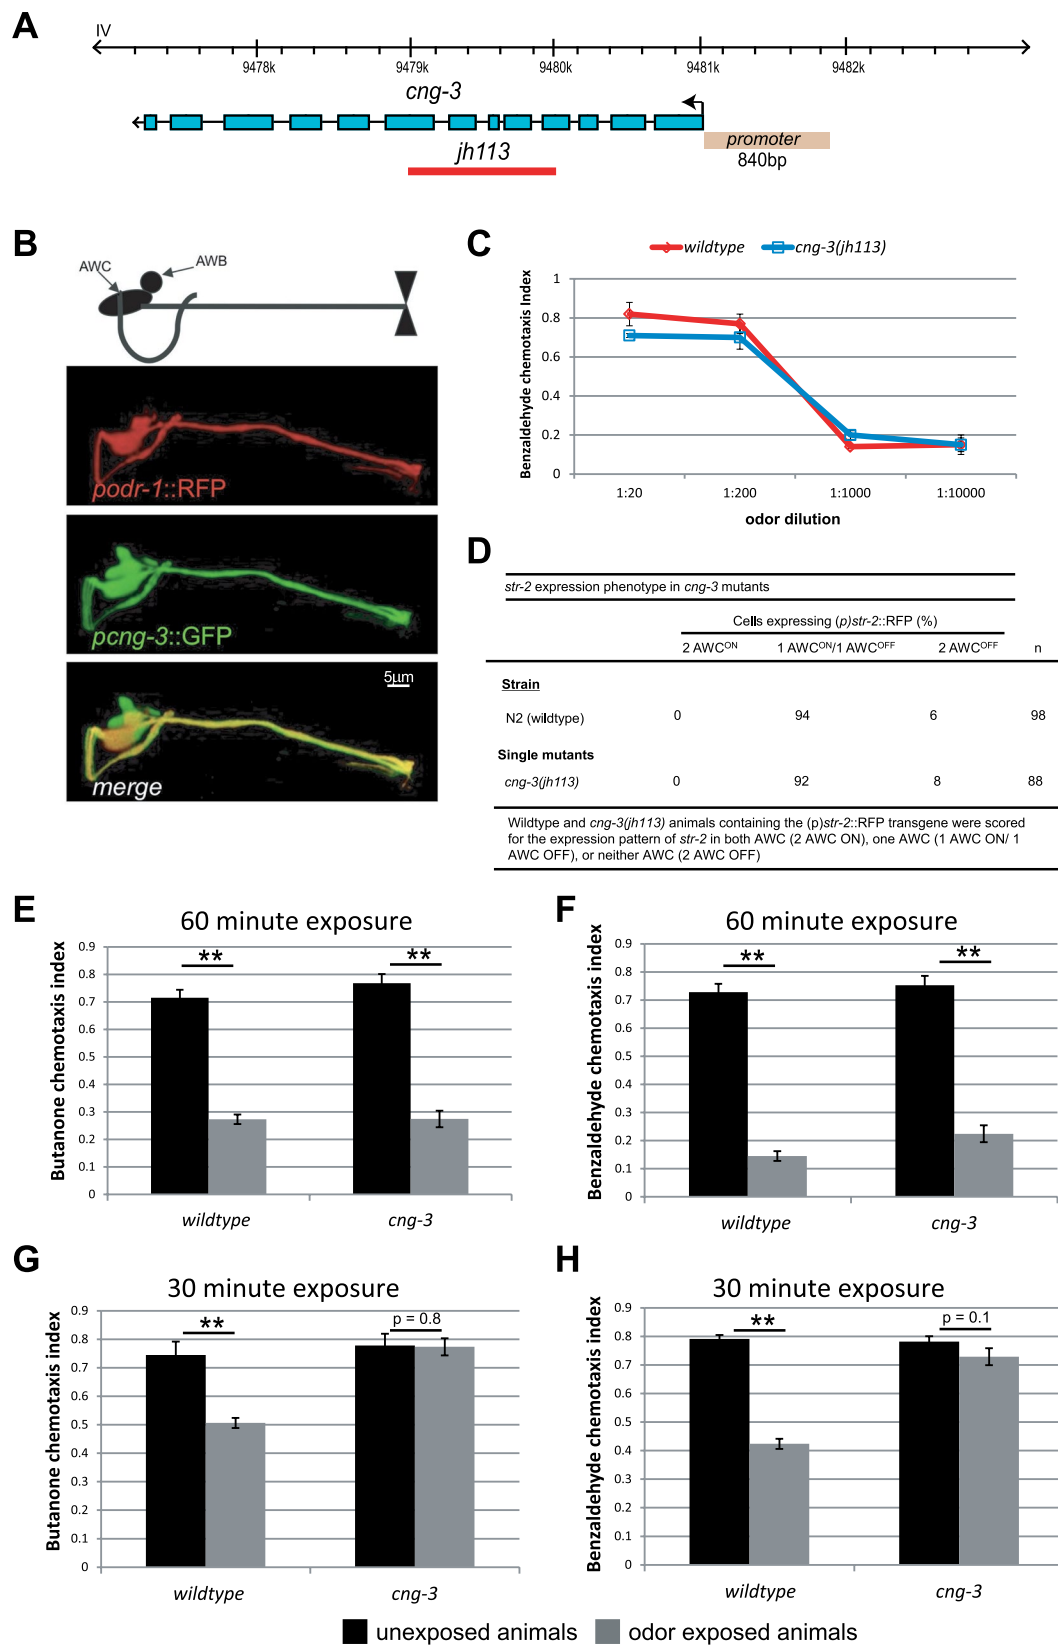 A
IV
9478k 9479k 9480k 9481k 9482k
cng-3
promoter
jh113
840bp
B
AWC
AWB
podr-1::RFP
pcng-3::GFP
5µm
merge
C
wildtype cng-3(jh113)
Benzaldehyde chemotaxis Index
1
0.8
0.6
0.4
0.2
0
1:20 1:200 1:1000 1:10000
odor dilution
D
str-2 expression phenotype in cng-3 mutants
Cells expressing (p)str-2::RFP (%)
2 AWCON 1 AWCON/1 AWCOFF 2 AWCOFF n
Strain
N2 (wildtype) 0 94 6 98
Single mutants
cng-3(jh113) 0 92 8 88
Wildtype and cng-3(jh113) animals containing the (p)str-2::RFP transgene were scored
for the expression pattern of str-2 in both AWC (2 AWC ON), one AWC (1 AWC ON/ 1
AWC OFF), or neither AWC (2 AWC OFF)
E
60 minute exposure
Butanone chemotaxis index
0.9
0.8
0.7
0.6
0.5
0.4
0.3
0.2
0.1
0
** **
wildtype cng-3
F
60 minute exposure
Benzaldehyde chemotaxis index
0.9
0.8
0.7
0.6
0.5
0.4
0.3
0.2
0.1
0
** **
wildtype cng-3
G
30 minute exposure
Butanone chemotaxis index
0.9
0.8
0.7
0.6
0.5
0.4
0.3
0.2
0.1
0
** p = 0.8
wildtype cng-3
H
30 minute exposure
Benzaldehyde chemotaxis index
0.9
0.8
0.7
0.6
0.5
0.4
0.3
0.2
0.1
0
** p = 0.1
wildtype cng-3
unexposed animals odor exposed animals